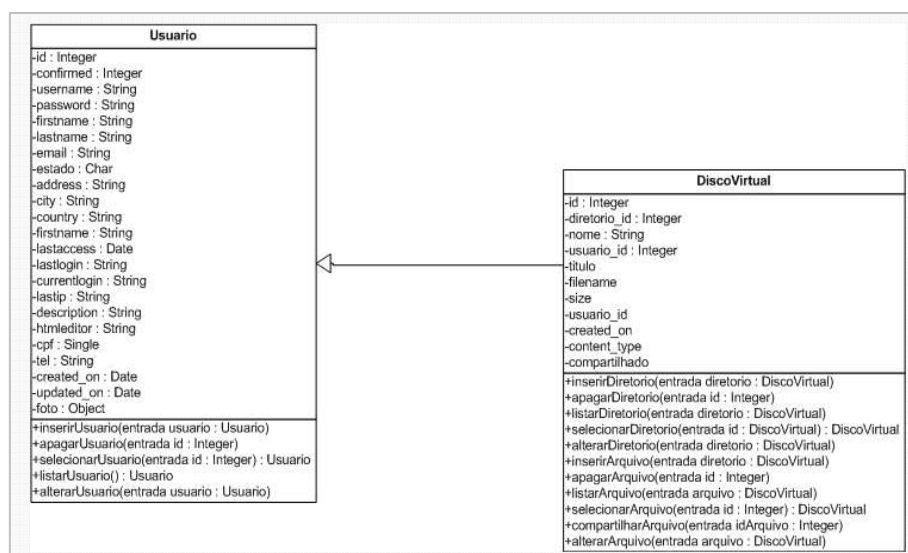 Usuario
-id : Integer
-confirmed : Integer
-username : String
-password : String
-firstname : String
-lastname : String
-email : String
-estado : Char
-address : String
-city : String
-country : String
-firstname : String
-lastaccess : Date
-lastlogin : String
-currentlogin : String
-lastip : String
-description : String
-htmleditor : String
-cpf : Single
-tel : String
-created_on : Date
-updated_on : Date
-foto : Object
+inserirUsuario(entrada usuario : Usuario)
+apagarUsuario(entrada id : Integer)
+selecionarUsuario(entrada id : Integer) : Usuario
+listarUsuario() : Usuario
+alterarUsuario(entrada usuario : Usuario)
DiscoVirtual
-id : Integer
-diretorio_id : Integer
-nome : String
-usuario_id : Integer
-titulo
-filename
-size
-usuario_id
-created_on
-content_type
-compartilhado
+inserirDiretorio(entrada diretorio : DiscoVirtual)
+apagarDiretorio(entrada id : Integer)
+listarDiretorio(entrada diretorio : DiscoVirtual)
+selecionarDiretorio(entrada id : DiscoVirtual) : DiscoVirtual
+alterarDiretorio(entrada diretorio : DiscoVirtual)
+inserirArquivo(entrada diretorio : DiscoVirtual)
+apagarArquivo(entrada id : Integer)
+listarArquivo(entrada arquivo : DiscoVirtual)
+selecionarArquivo(entrada id : Integer) : DiscoVirtual
+compartilharArquivo(entrada idArquivo : Integer)
+alterarArquivo(entrada arquivo : DiscoVirtual)